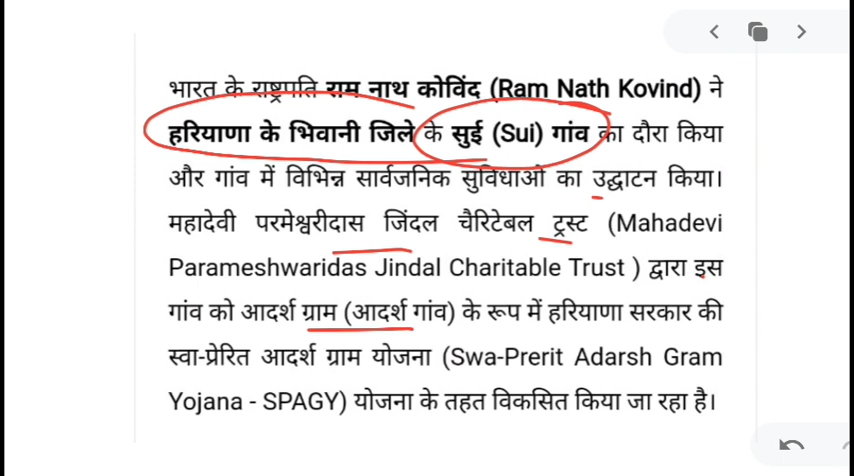 भारत के राष्ट्रपति राम नाथ कोविंद (Ram Nath Kovind) ने
हरियाणा के भिवानी जिले के सुई (Sui) गांव का दौरा किया
और गांव में विभिन्न सार्वजनिक सुविधाओं का उद्घाटन किया।
महादेवी परमेश्वरीदास जिंदल चैरिटेबल ट्रस्ट (Mahadevi
Parameshwaridas Jindal Charitable Trust ) द्वारा इस
गांव को आदर्श ग्राम (आदर्श गांव) के रूप में हरियाणा सरकार की
स्वा-प्रेरित आदर्श ग्राम योजना (Swa-Prerit Adarsh Gram
Yojana - SPAGY) योजना के तहत विकसित किया जा रहा है।